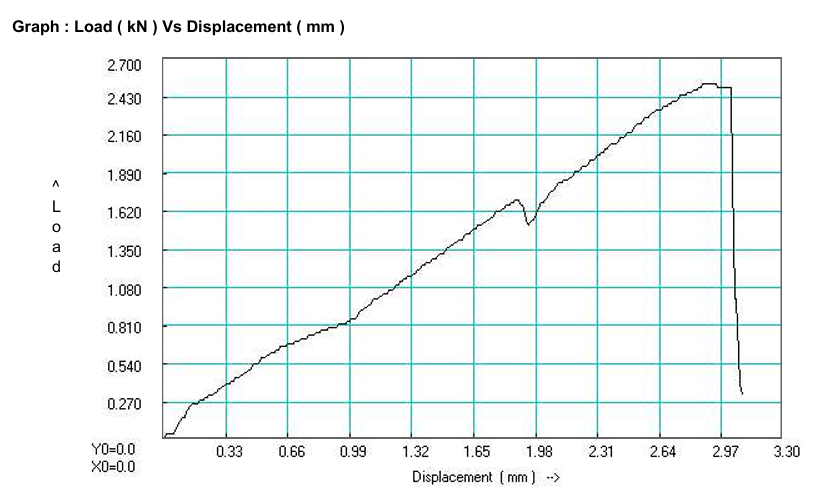 Graph : Load ( kN ) Vs Displacement ( mm )
2.700
2.430
2.160
1.890
1.620
1.350
1.080
0.810
0.540
0.270
^
L
o
a
d
Y0=0.0
X0=0.0
0.33 0.66 0.99 1.32 1.65 1.98 2.31 2.64 2.97 3.30
Displacement ( mm ) -->